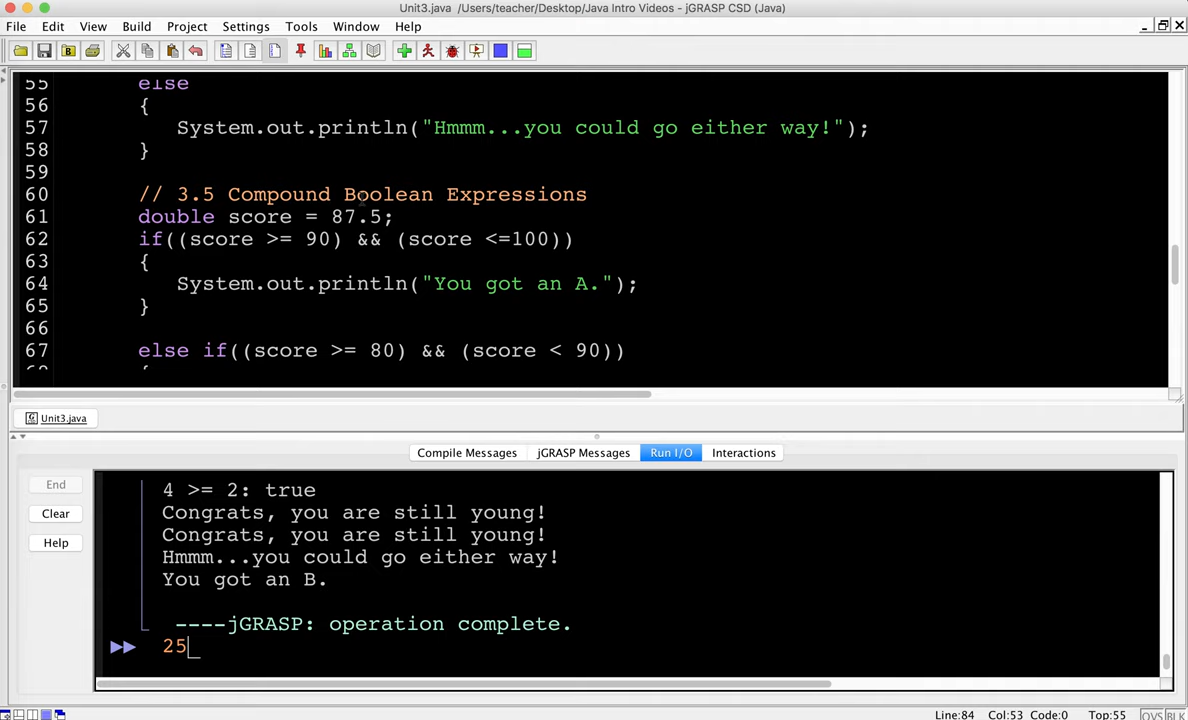 Unit3.java /Users/teacher/Desktop/Java Intro Videos - jGRASP CSD (Java)
File Edit View Build Project Settings Tools Window Help
55 else
56 {
57 System.out.println("Hmmm...you could go either way!");
58 }
59
60 // 3.5 Compound Boolean Expressions
61 double score = 87.5;
62 if((score >= 90) && (score <=100))
63 {
64 System.out.println("You got an A.");
65 }
66
67 else if((score >= 80) && (score < 90))
68 {
Unit3.java
Compile Messages jGRASP Messages Run I/O Interactions
End
Clear
Help
4 >= 2: true
Congrats, you are still young!
Congrats, you are still young!
Hmmm...you could go either way!
You got an B.
----jGRASP: operation complete.
25
Line:84 Col:53 Code:0 Top:55 OVS BLK